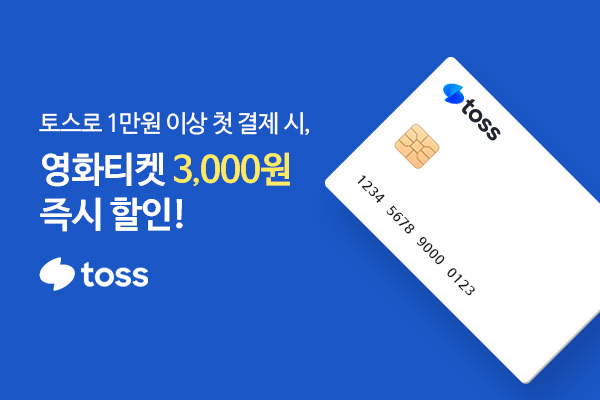 토스로 1만원 이상 첫 결제 시,
영화티켓 3,000원
즉시 할인!
toss
toss
1234 5678 9000 0123